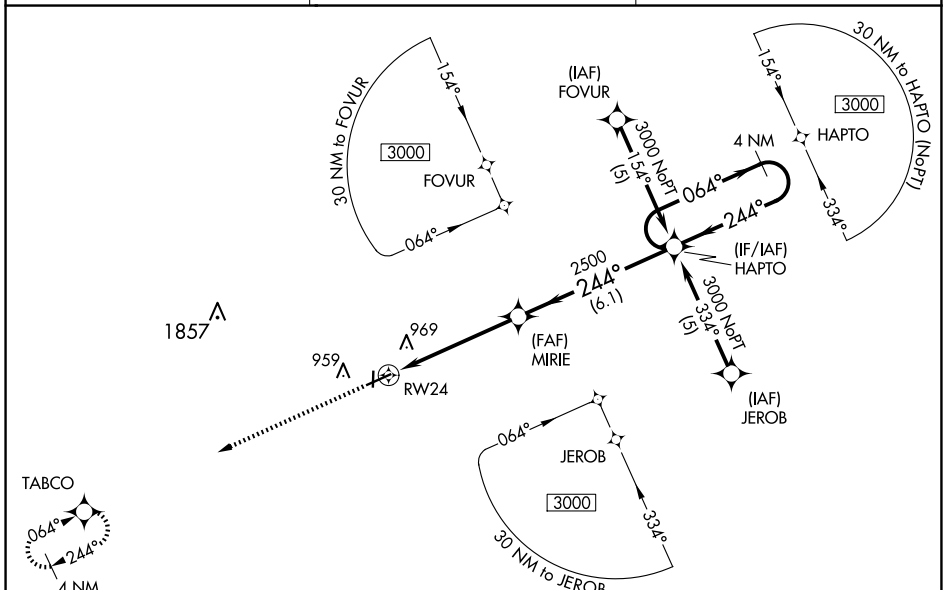 30 NM to FOVUR
154°
3000
FOVUR
064°
(IAF)
FOVUR
3000 NoPT
154°
(5)
4 NM
064°
244°
30 NM to HAPTO (NoPT)
154°
3000
HAPTO
334°
(IF/IAF)
HAPTO
2500
244°
(6.1)
3000 NoPT
334°
(5)
(IAF)
JEROB
1857
969
959
(FAF)
MIRIE
RW24
064°
JEROB
3000
334°
30 NM to JEROB
TABCO
064°
244°
4 NM